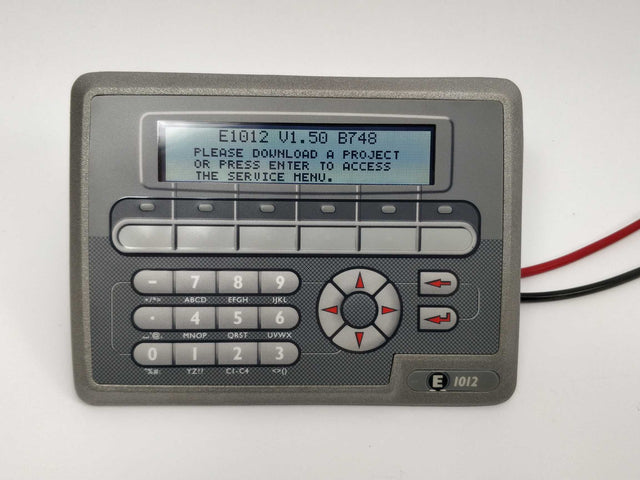 E1012 V1.50 B748
PLEASE DOWNLOAD A PROJECT
OR PRESS ENTER TO ACCESS
THE SERVICE MENU.
- 7 8 9
+/*= ABCD EFGH IJKL
. 4 5 6
MNOP QRST UVWX
0 1 2 3
YZ!? C1-C4 <>()
E 1012